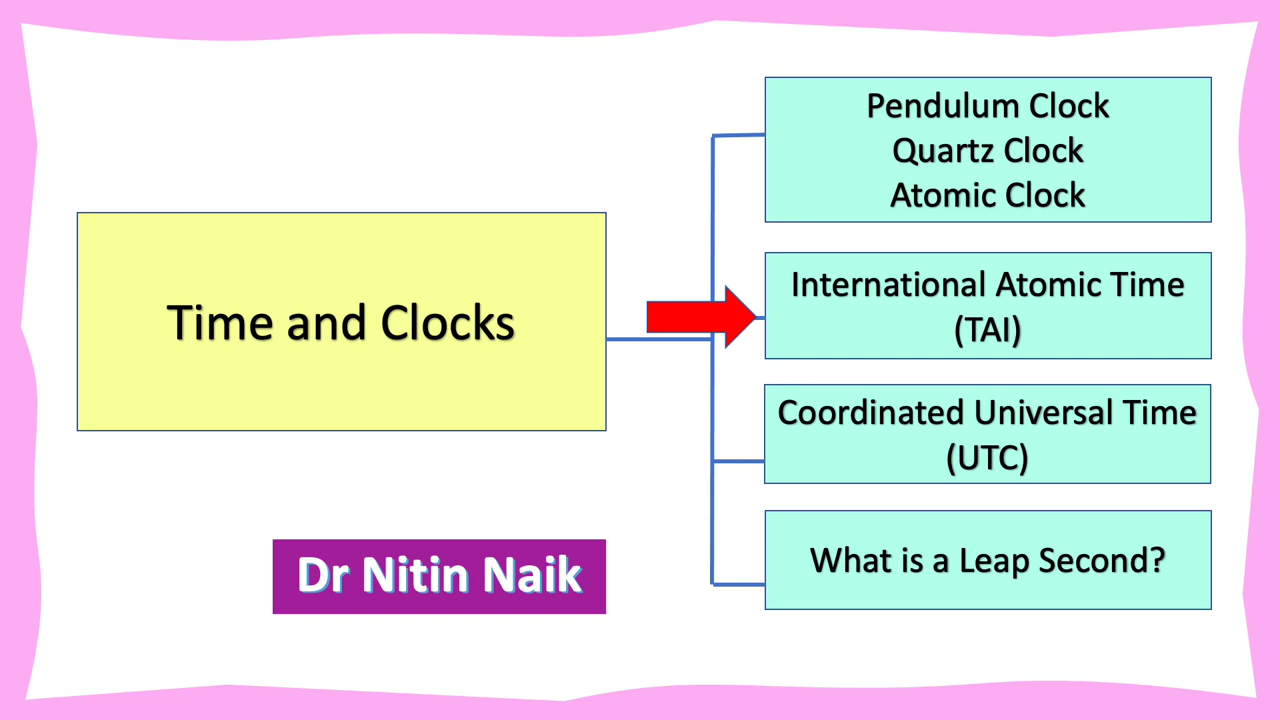 Time and Clocks
Dr Nitin Naik
Pendulum Clock
Quartz Clock
Atomic Clock
International Atomic Time
(TAI)
Coordinated Universal Time
(UTC)
What is a Leap Second?